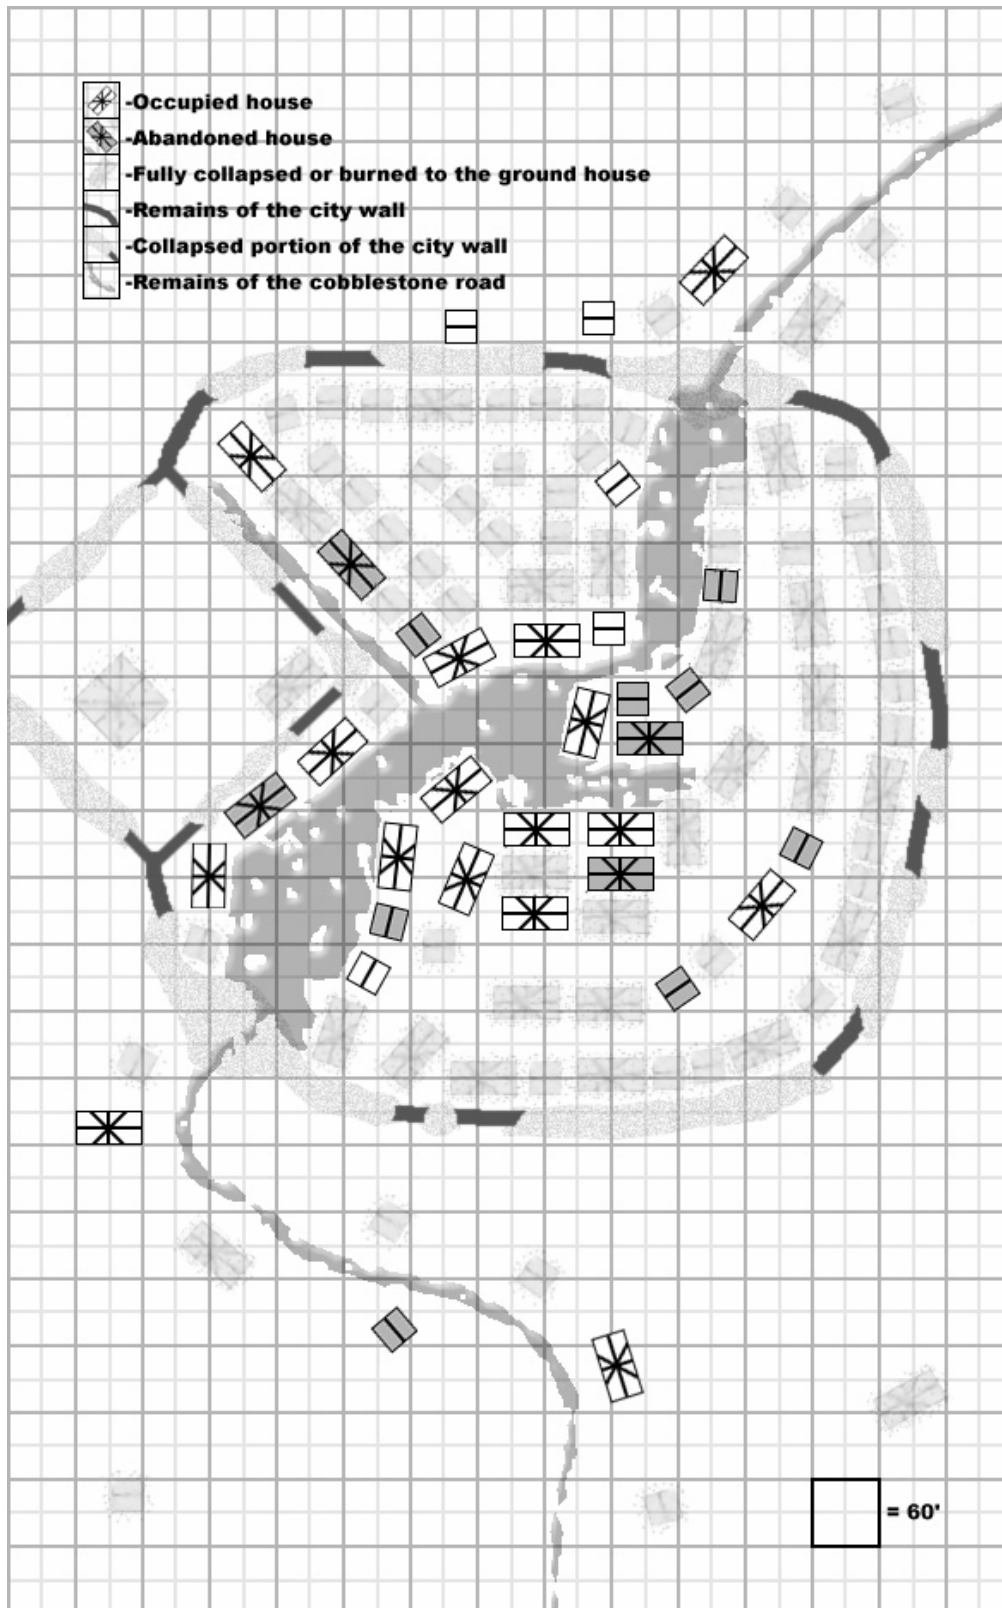 -Occupied house
-Abandoned house
-Fully collapsed or burned to the ground house
-Remains of the city wall
-Collapsed portion of the city wall
-Remains of the cobblestone road
= 60'